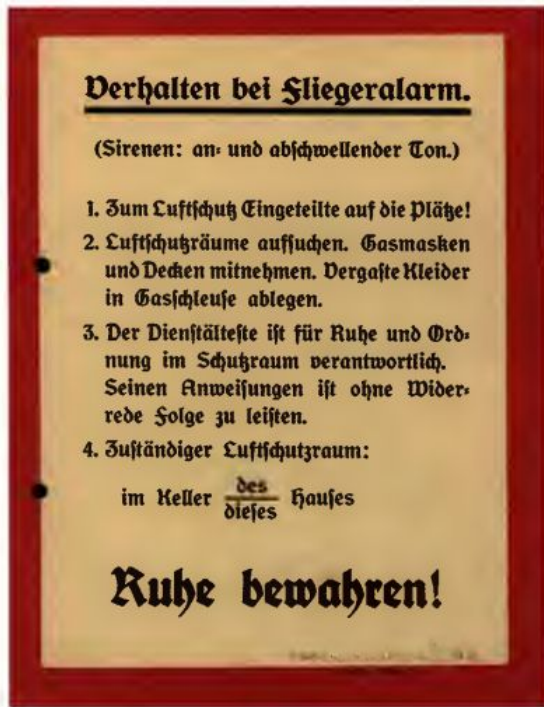 Verhalten bei Fliegeralarm.
(Sirenen: an- und abschwellender Ton.)
1. Zum Luftschutz Eingeteilte auf die Plätze!
2. Luftschutzräume aufsuchen. Gasmasken
und Decken mitnehmen. Vergaste Kleider
in Gasschleuse ablegen.
3. Der Dienstälteste ist für Ruhe und Ord-
nung im Schutzraum verantwortlich.
Seinen Anweisungen ist ohne Wider-
rede Folge zu leisten.
4. Zuständiger Luftschutzraum:
des
im Keller dieses Hauses
Ruhe bewahren!